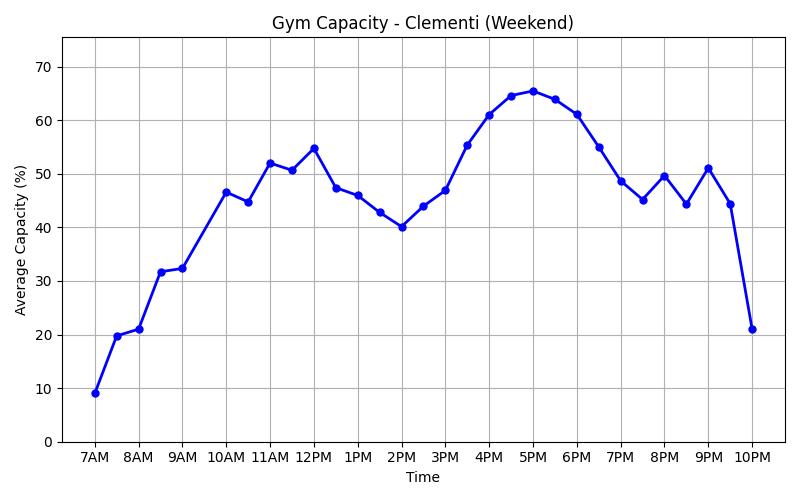 Gym Capacity - Clementi (Weekend)
Average Capacity (%)
70
60
50
40
30
20
10
0
7AM 8AM 9AM 10AM 11AM 12PM 1PM 2PM 3PM 4PM 5PM 6PM 7PM 8PM 9PM 10PM
Time